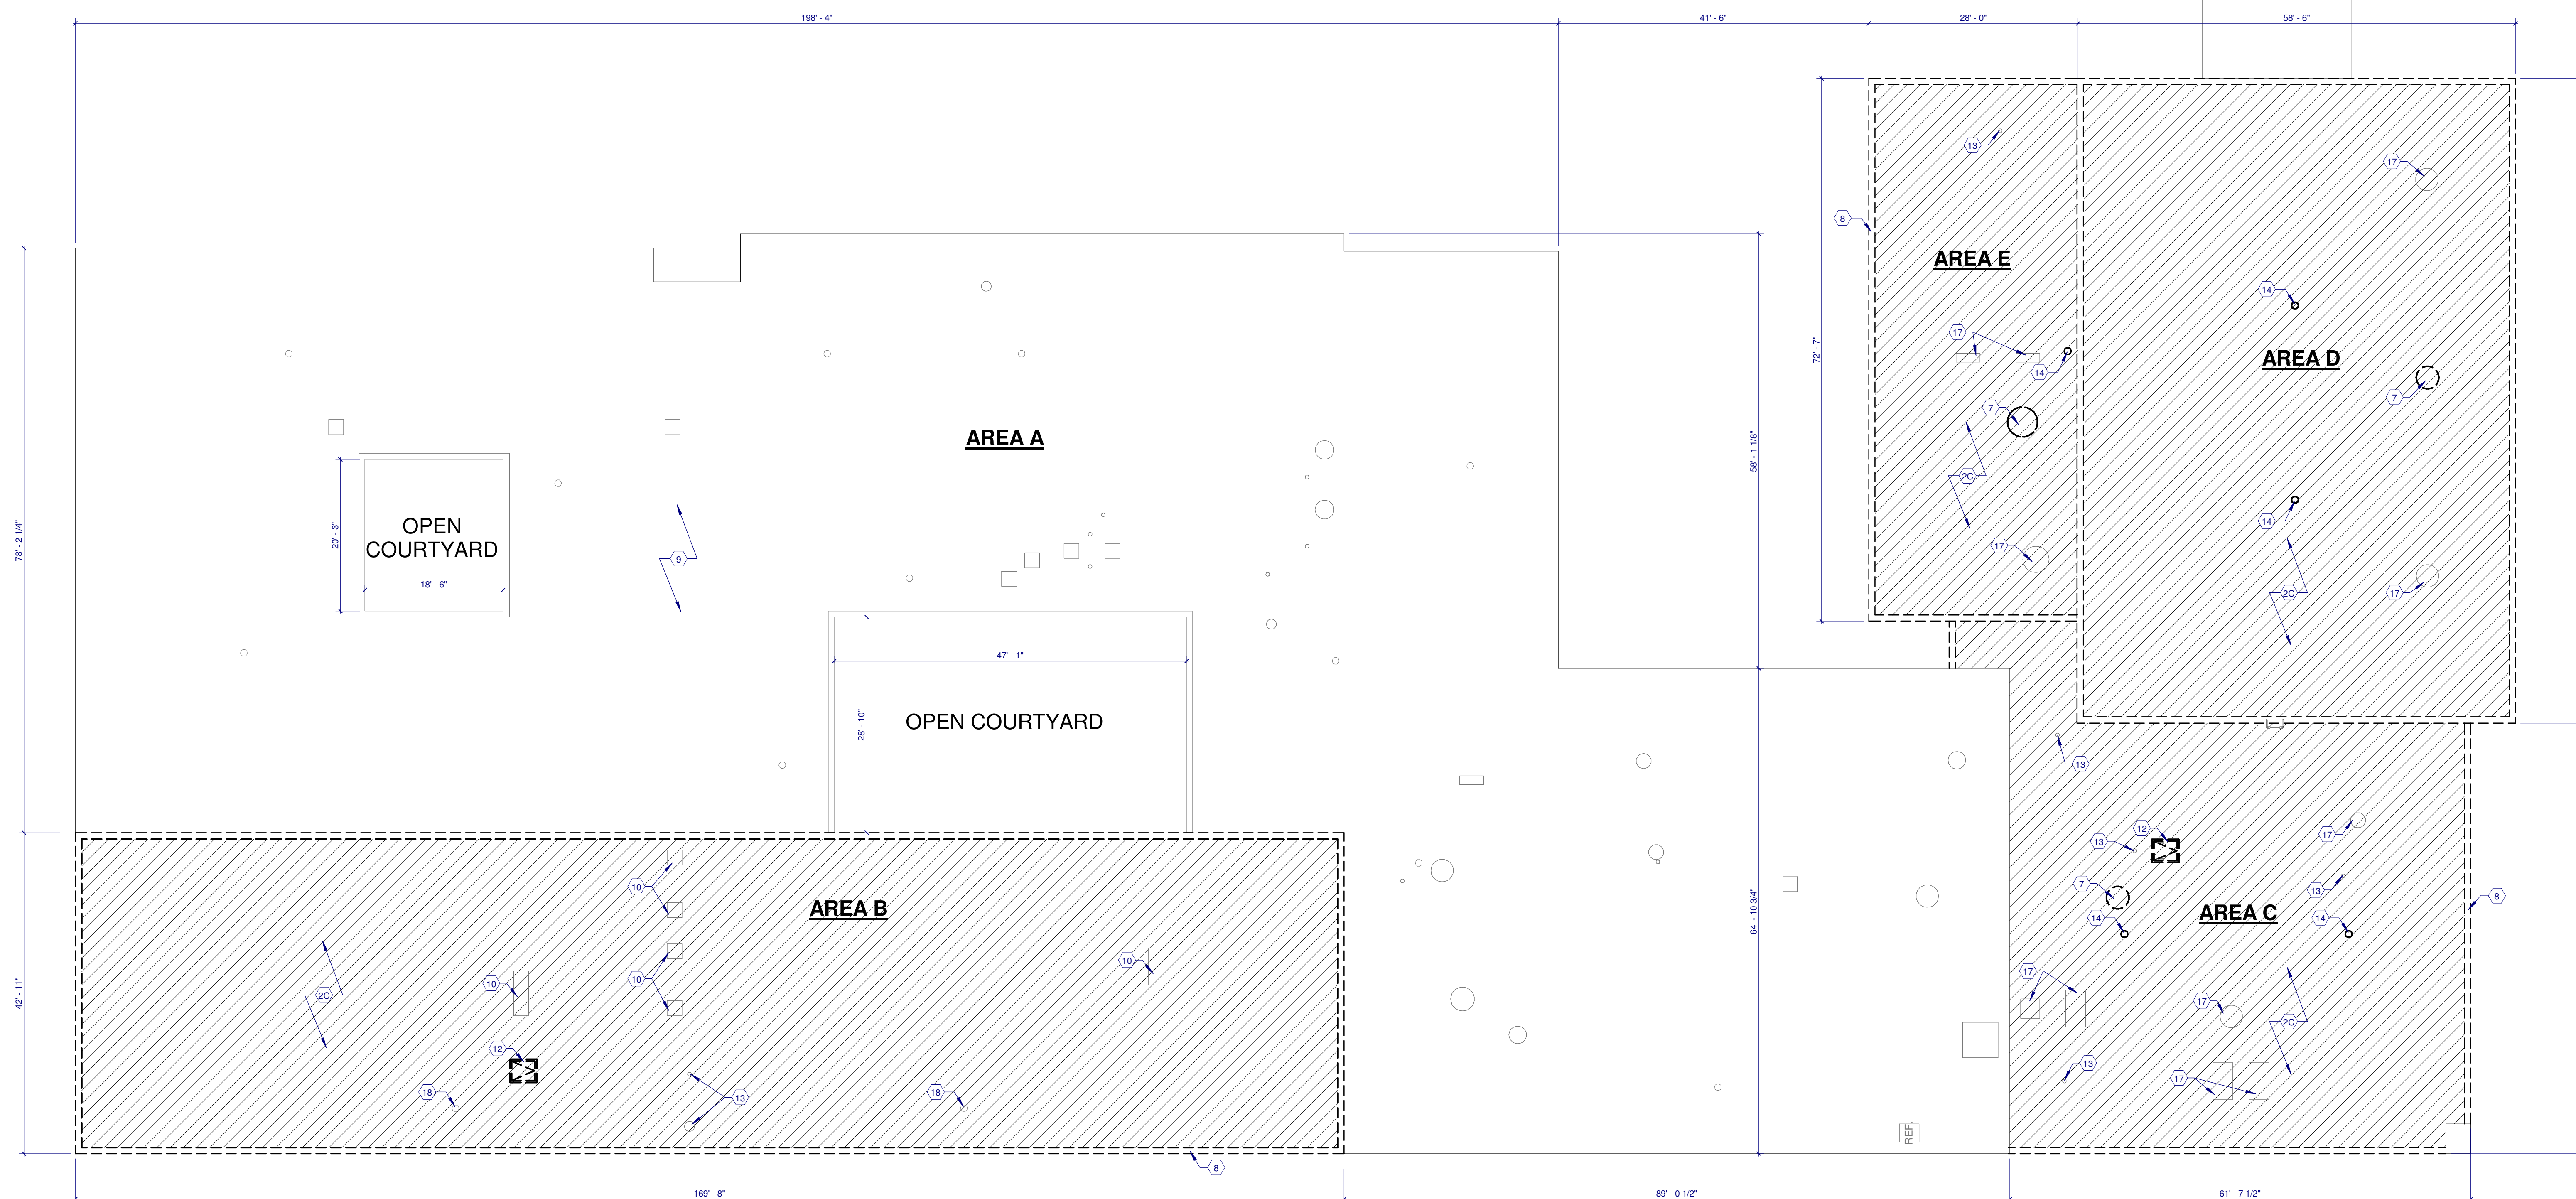 198' - 4"
41' - 6"
28' - 0"
58' - 6"
13
17
8
AREA E
14
17
AREA D
72' - 7"
14
7
7
AREA A
58' - 1 1/8"
2C
OPEN
COURTYARD
20' - 3"
18' - 6"
78' - 2 1/4"
9
14
17
2C
17
47' - 1"
28' - 10"
OPEN COURTYARD
13
12
13
17
7
13
8
14
14
AREA C
10
AREA B
64' - 10 3/4"
10
10
10
2C
42' - 11"
17
17
2C
12
18
13
18
13
17
REF.
8
169' - 8"
89' - 0 1/2"
61' - 7 1/2"